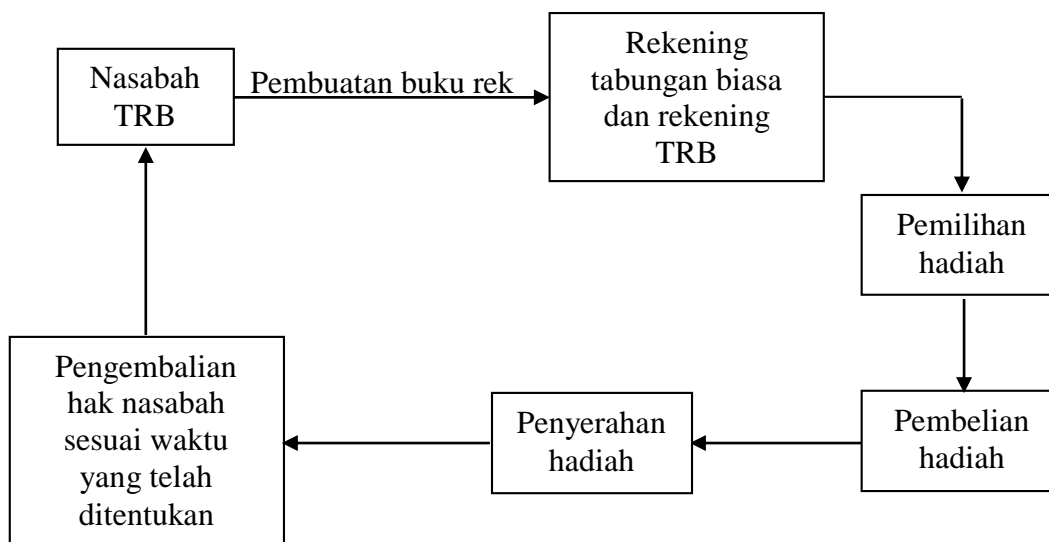 Nasabah
TRB
Pembuatan buku rek
Rekening
tabungan biasa
dan rekening
TRB
Pemilihan
hadiah
Pembelian
hadiah
Penyerahan
hadiah
Pengembalian
hak nasabah
sesuai waktu
yang telah
ditentukan